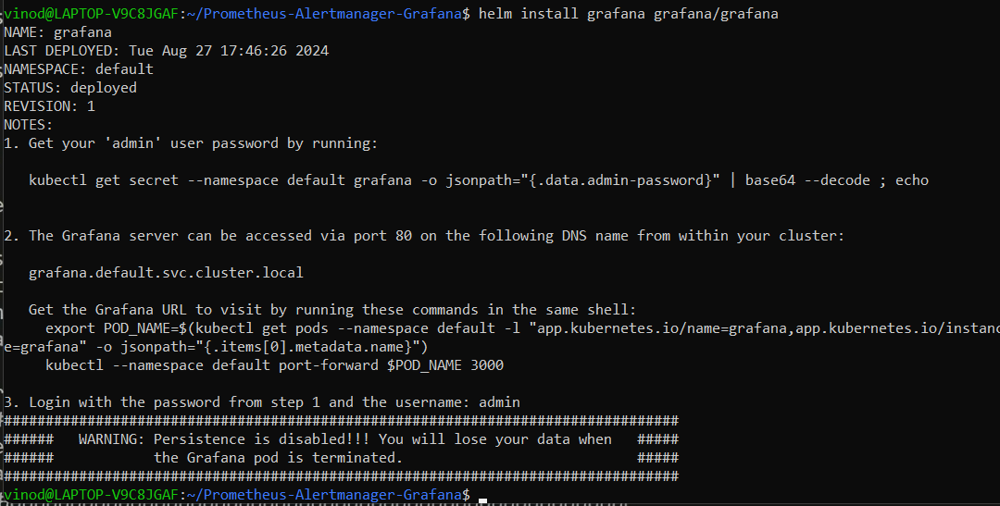 vinod@LAPTOP-V9C8JGAF:~/Prometheus-Alertmanager-Grafana$ helm install grafana grafana/grafana
NAME: grafana
LAST DEPLOYED: Tue Aug 27 17:46:26 2024
NAMESPACE: default
STATUS: deployed
REVISION: 1
NOTES:
1. Get your 'admin' user password by running:
kubectl get secret --namespace default grafana -o jsonpath="{.data.admin-password}" | base64 --decode ; echo
2. The Grafana server can be accessed via port 80 on the following DNS name from within your cluster:
grafana.default.svc.cluster.local
Get the Grafana URL to visit by running these commands in the same shell:
export POD_NAME=$(kubectl get pods --namespace default -l "app.kubernetes.io/name=grafana,app.kubernetes.io/instanc
e=grafana" -o jsonpath="{.items[0].metadata.name}")
kubectl --namespace default port-forward $POD_NAME 3000
3. Login with the password from step 1 and the username: admin
#################################################################################
######   WARNING: Persistence is disabled!!! You will lose your data when   #####
######            the Grafana pod is terminated.                            #####
#################################################################################
vinod@LAPTOP-V9C8JGAF:~/Prometheus-Alertmanager-Grafana$